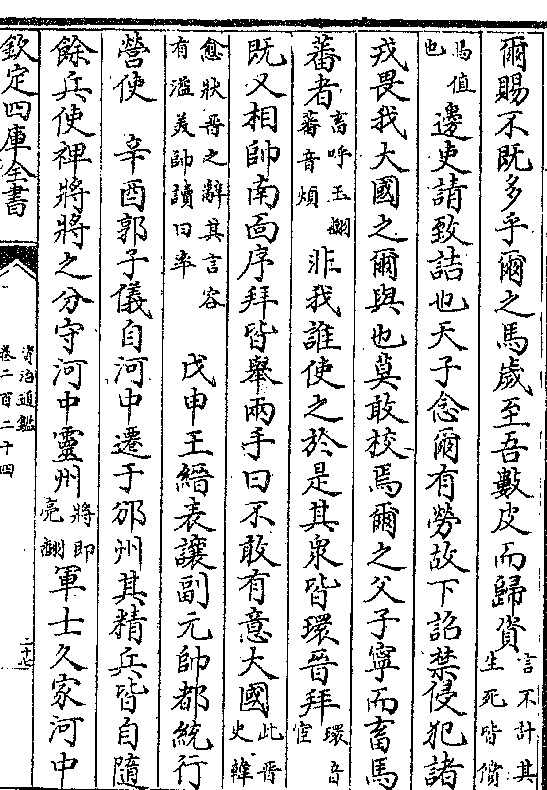 爾賜不既多乎爾之馬歲至吾數皮而歸資言不計其生死皆償
馬值也邊吏請致詰也天子念爾有勞故下詔禁侵犯諸
戎畏我大國之爾與也莫敢校焉爾之父子寧而畜馬
蕃者畜呼玉翻蕃音煩非我誰使之於是其衆皆環晉拜環音宦
既又相帥南面序拜皆舉兩手曰不敢有意大國此晉史韓
愈狀晉之辭其言容有溢美帥讀曰率戊申王縉表讓副元帥都統行
營使 辛酉郭子儀自河中遷于邠州其精兵皆自隨
餘兵使裨將將之分守河中靈州將即亮翻軍士久家河中
欽定四庫全書
資治通鑑
卷二百二十四
二十七